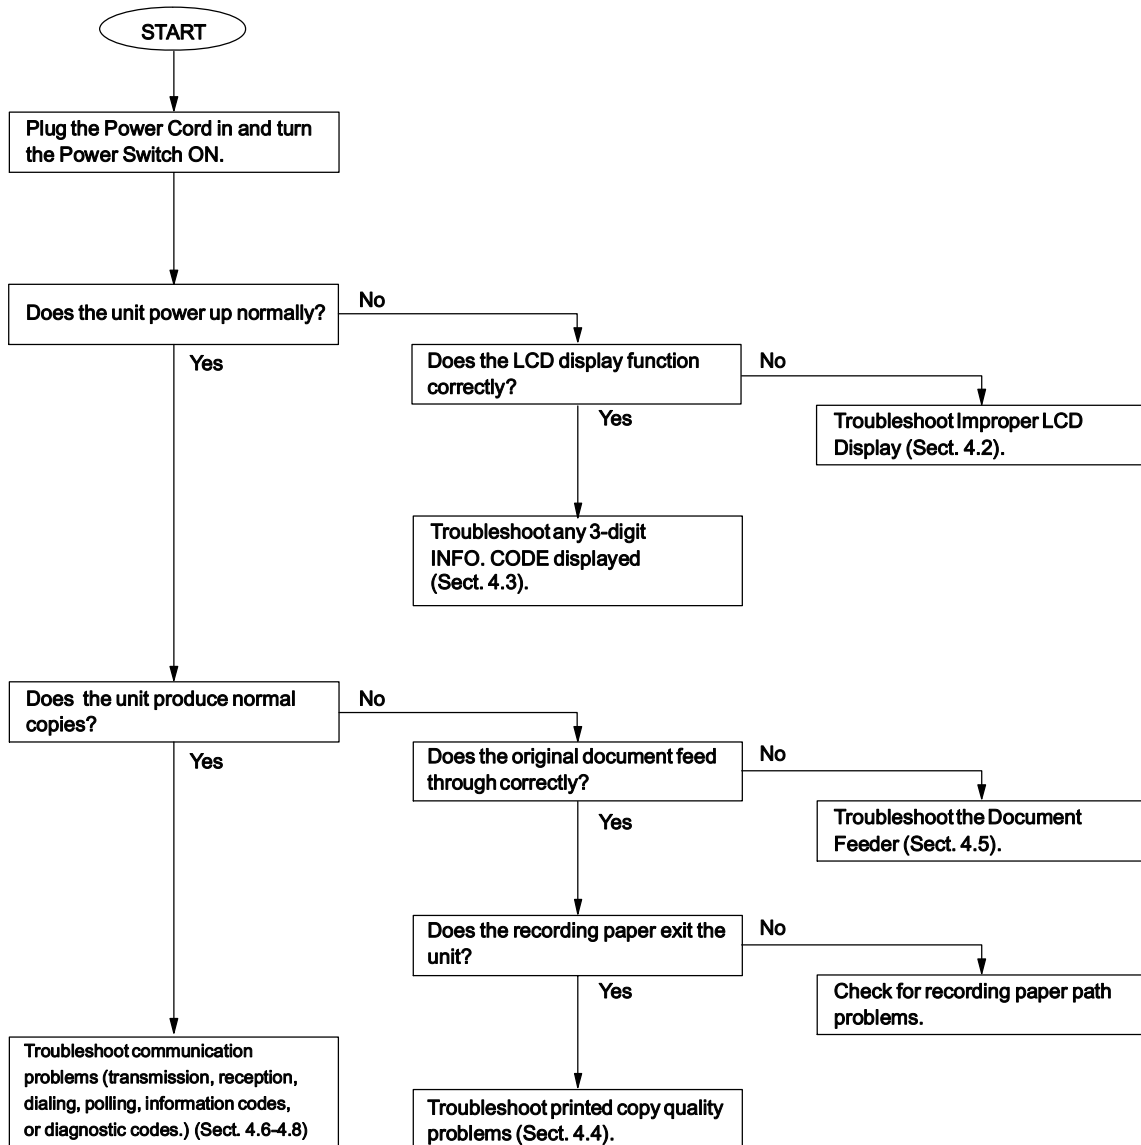 START
Plug the Power Cord in and turn
the Power Switch ON.
Does the unit power up normally?
No
Yes
Does the LCD display function
correctly?
No
Yes
Troubleshoot Improper LCD
Display (Sect. 4.2).
Troubleshoot any 3-digit
INFO. CODE displayed
(Sect. 4.3).
Does the unit produce normal
copies?
No
Yes
Does the original document feed
through correctly?
No
Yes
Troubleshoot the Document
Feeder (Sect. 4.5).
Does the recording paper exit the
unit?
No
Yes
Check for recording paper path
problems.
Troubleshoot communication
problems (transmission, reception,
dialing, polling, information codes,
or diagnostic codes.) (Sect. 4.6-4.8)
Troubleshoot printed copy quality
problems (Sect. 4.4).